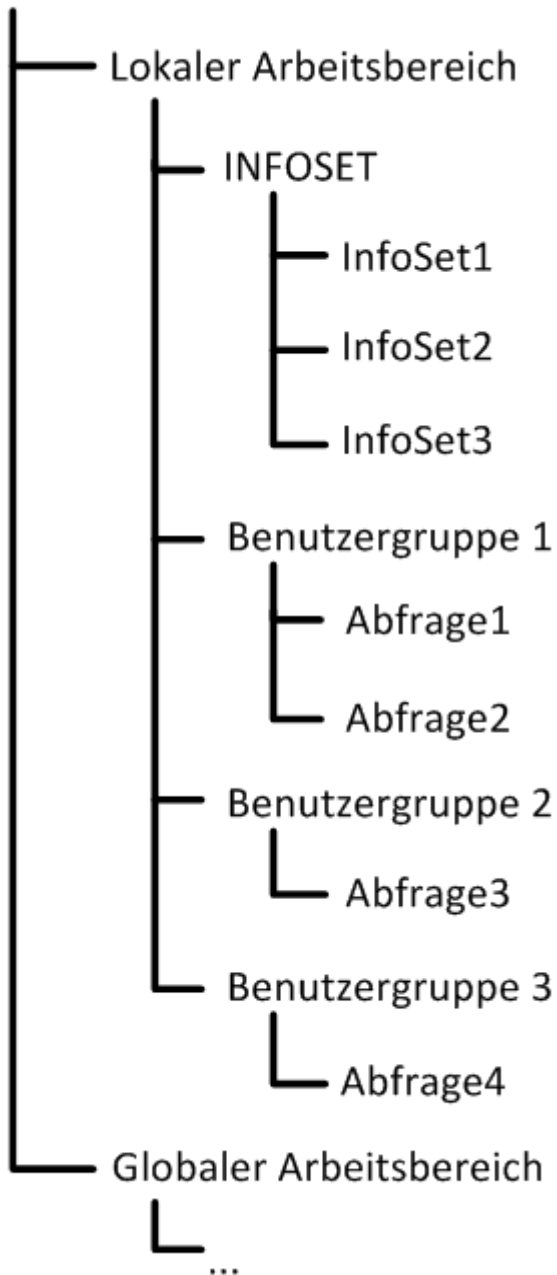 Lokaler Arbeitsbereich
INFOSET
InfoSet1
InfoSet2
InfoSet3
Benutzergruppe 1
Abfrage1
Abfrage2
Benutzergruppe 2
Abfrage3
Benutzergruppe 3
Abfrage4
Globaler Arbeitsbereich
...